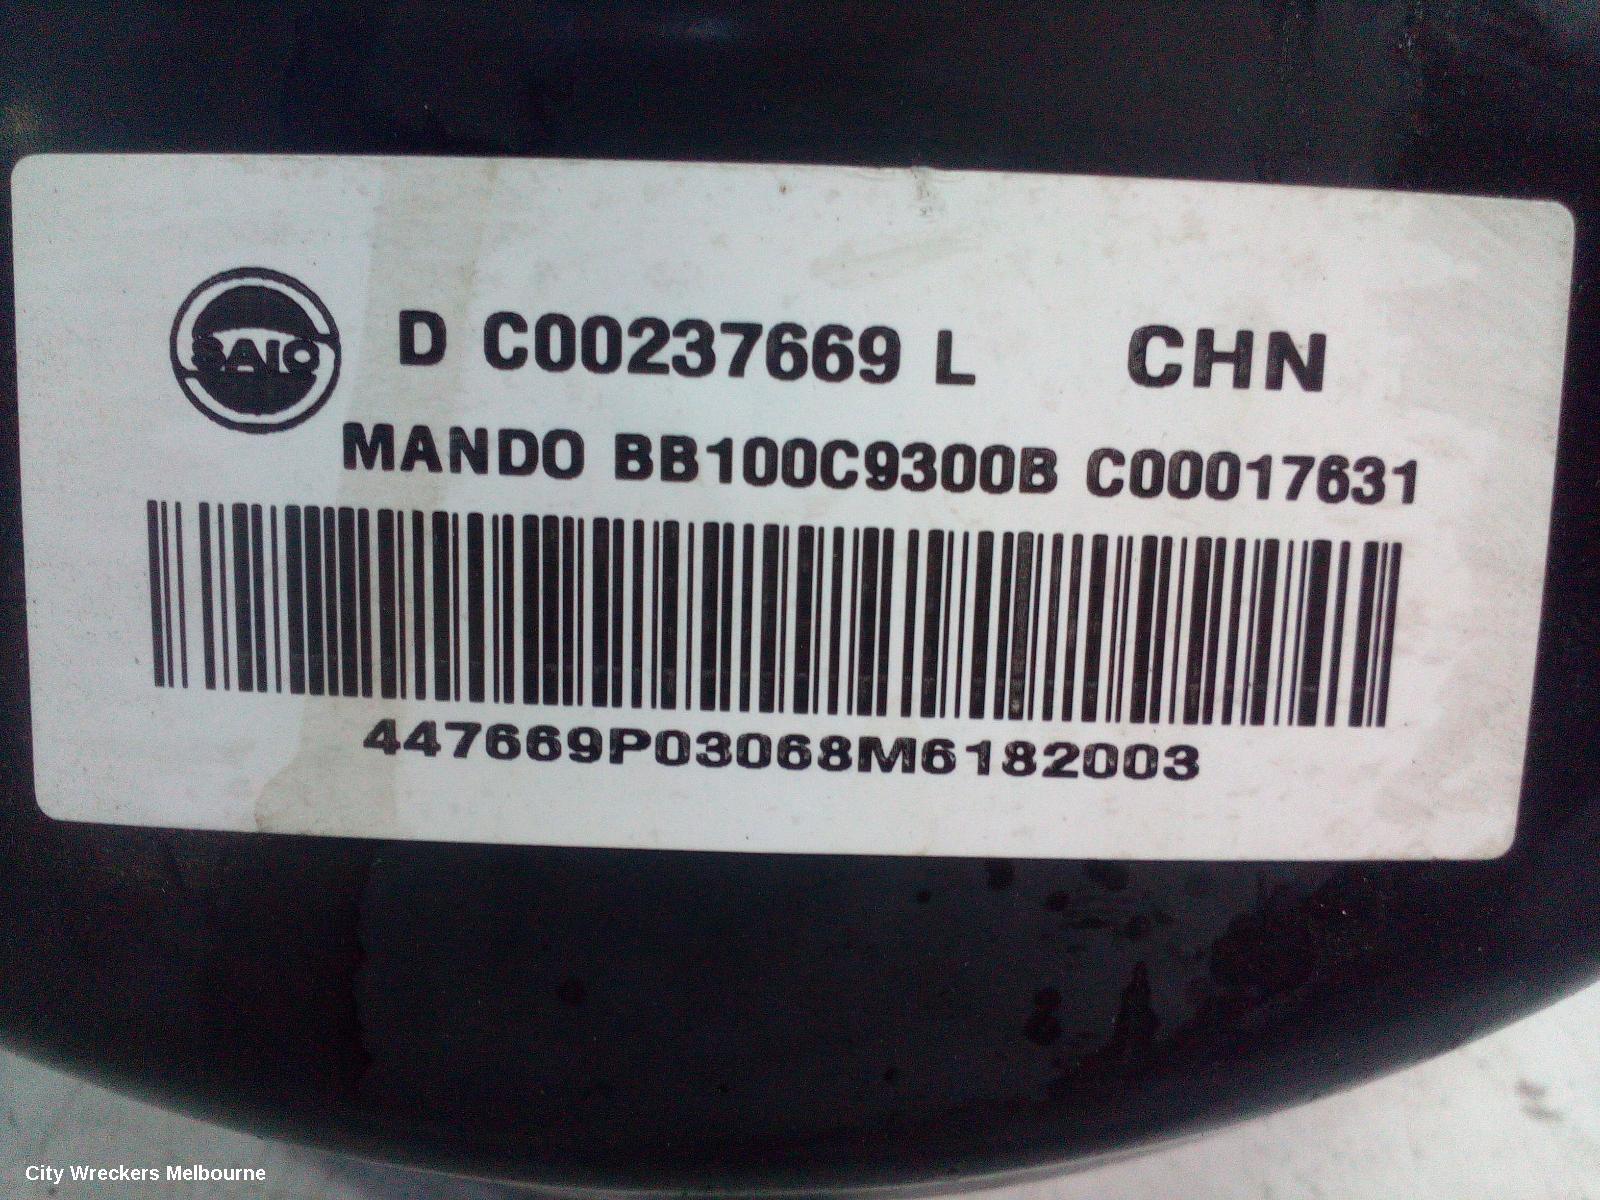 SAIC
D C00237669 L CHN
MANDO BB100C9300B C00017631
447669P03068M6182003
City Wreckers Melbourne